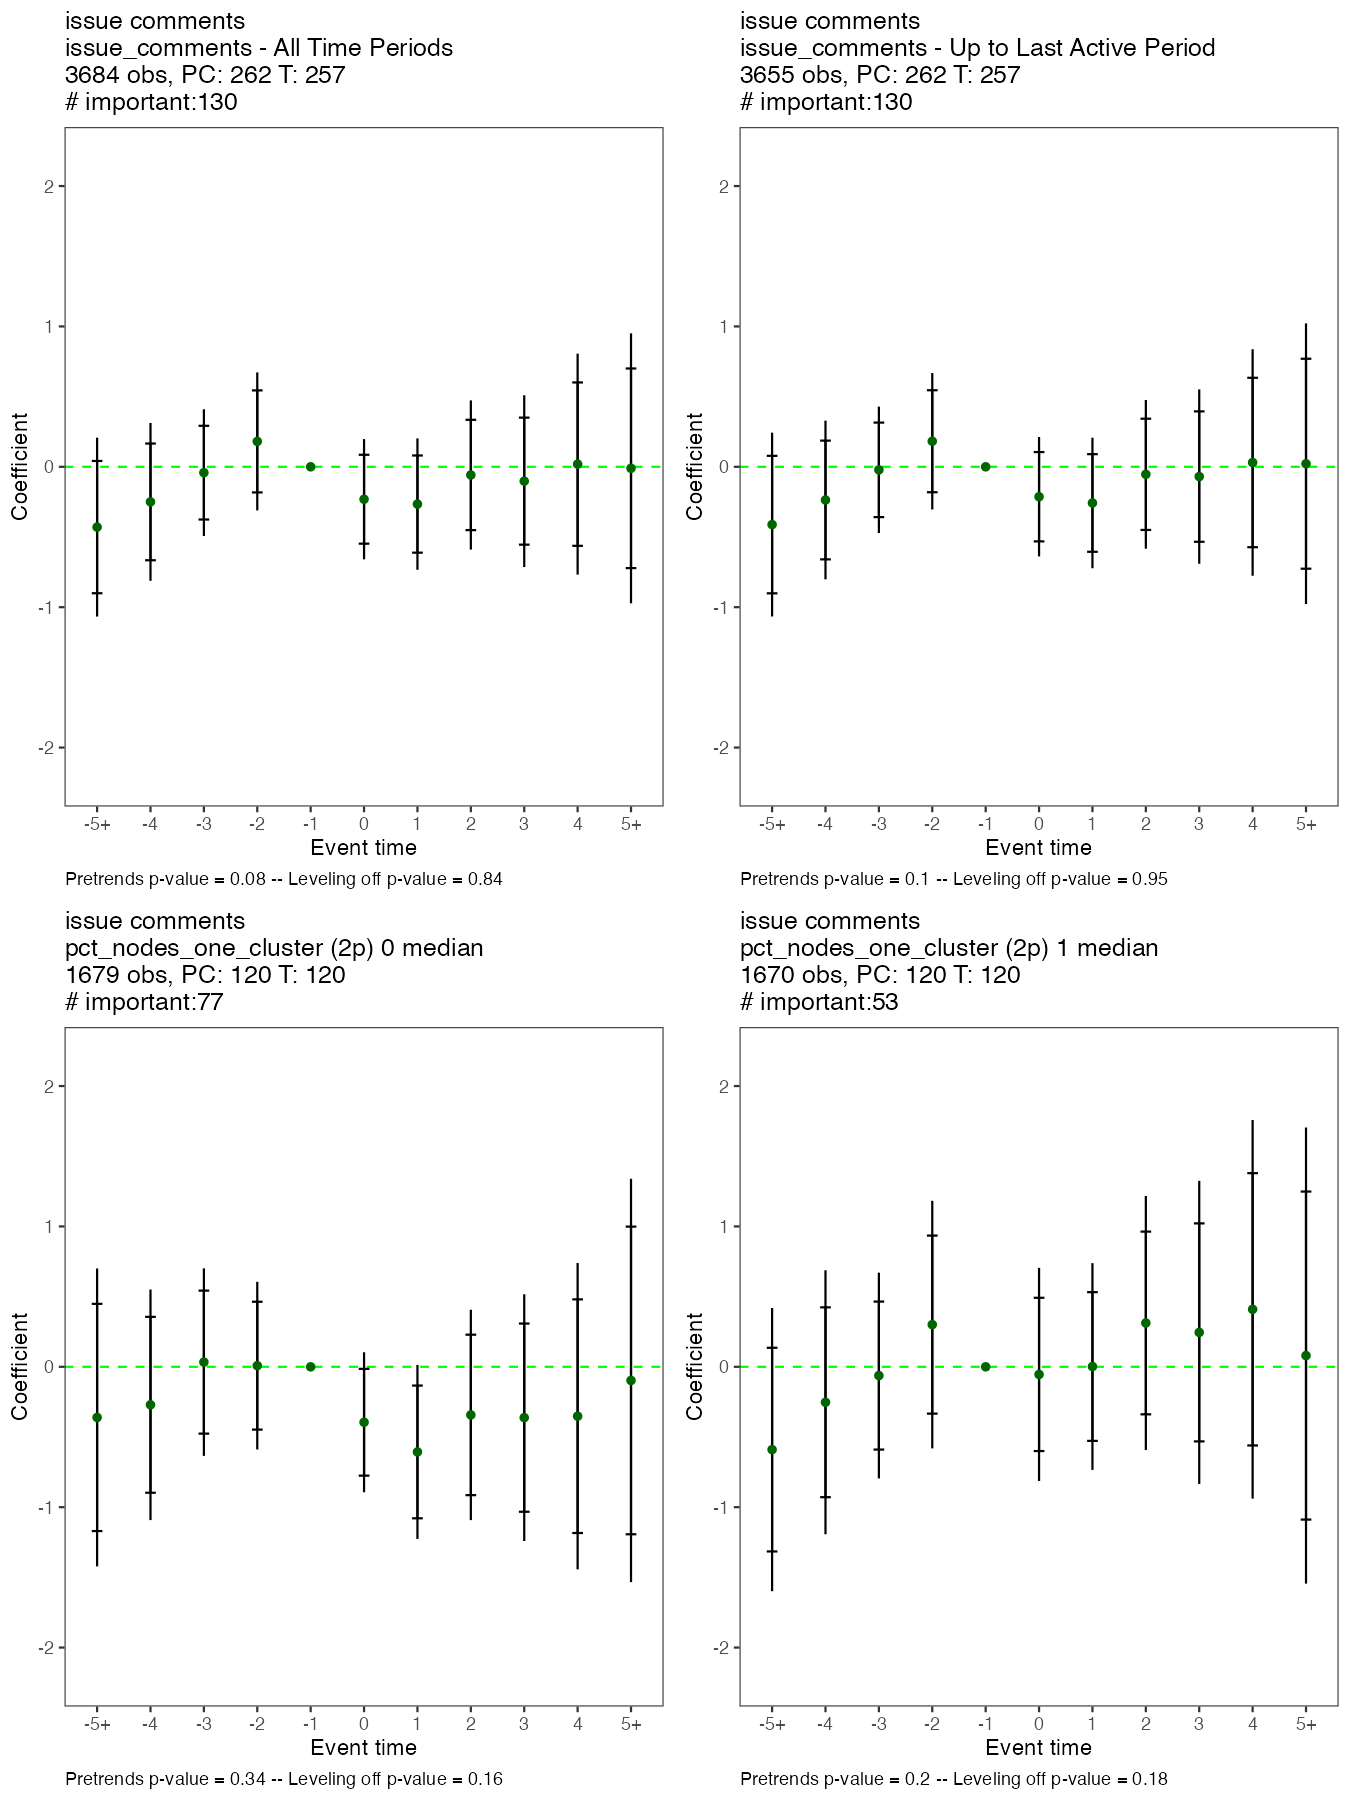 issue comments
issue_comments - All Time Periods
3684 obs, PC: 262 T: 257
# important:130
2
1
0
-1
-2
Coefficient
-5+ -4 -3 -2 -1 0 1 2 3 4 5+
Event time
Pretrends p-value = 0.08 -- Leveling off p-value = 0.84
issue comments
issue_comments - Up to Last Active Period
3655 obs, PC: 262 T: 257
# important:130
2
1
0
-1
-2
Coefficient
-5+ -4 -3 -2 -1 0 1 2 3 4 5+
Event time
Pretrends p-value = 0.1 -- Leveling off p-value = 0.95
issue comments
pct_nodes_one_cluster (2p) 0 median
1679 obs, PC: 120 T: 120
# important:77
2
1
0
-1
-2
Coefficient
-5+ -4 -3 -2 -1 0 1 2 3 4 5+
Event time
Pretrends p-value = 0.34 -- Leveling off p-value = 0.16
issue comments
pct_nodes_one_cluster (2p) 1 median
1670 obs, PC: 120 T: 120
# important:53
2
1
0
-1
-2
Coefficient
-5+ -4 -3 -2 -1 0 1 2 3 4 5+
Event time
Pretrends p-value = 0.2 -- Leveling off p-value = 0.18